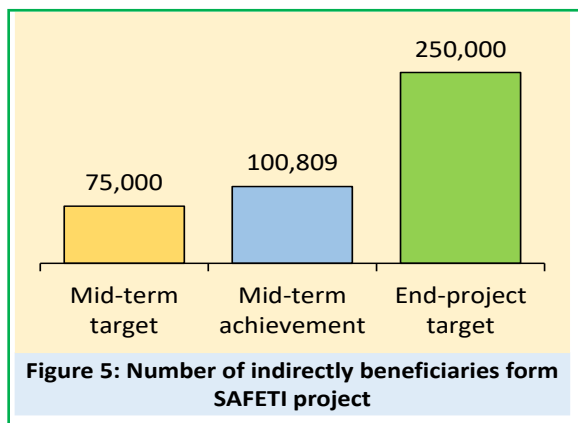 250,000
100,809
75,000
Mid-term target
Mid-term achievement
End-project target
Figure 5: Number of indirectly beneficiaries form
SAFETI project